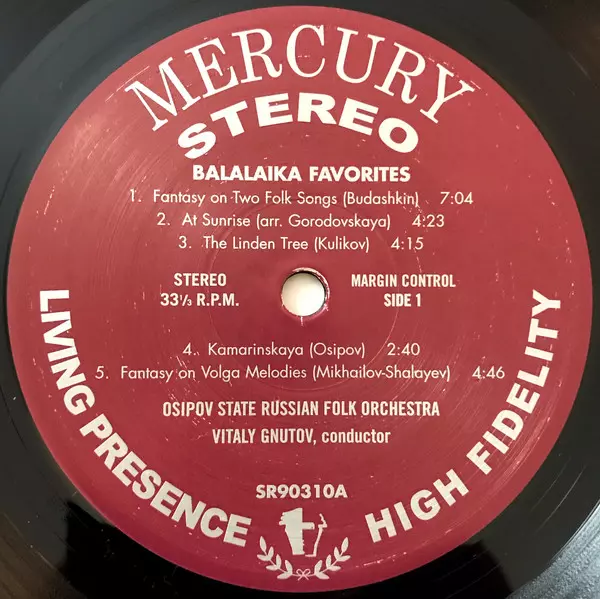 MERCURY
STEREO
BALALAIKA FAVORITES
1. Fantasy on Two Folk Songs (Budashkin) 7:04
2. At Sunrise (arr. Gorodovskaya) 4:23
3. The Linden Tree (Kulikov) 4:15
STEREO
33 1/3 R.P.M.
MARGIN CONTROL
SIDE 1
4. Kamarinskaya (Osipov) 2:40
5. Fantasy on Volga Melodies (Mikhailov-Shalayev) 4:46
OSIPOV STATE RUSSIAN FOLK ORCHESTRA
VITALY GNUTOV, conductor
SR90310A
LIVING PRESENCE
HIGH FIDELITY